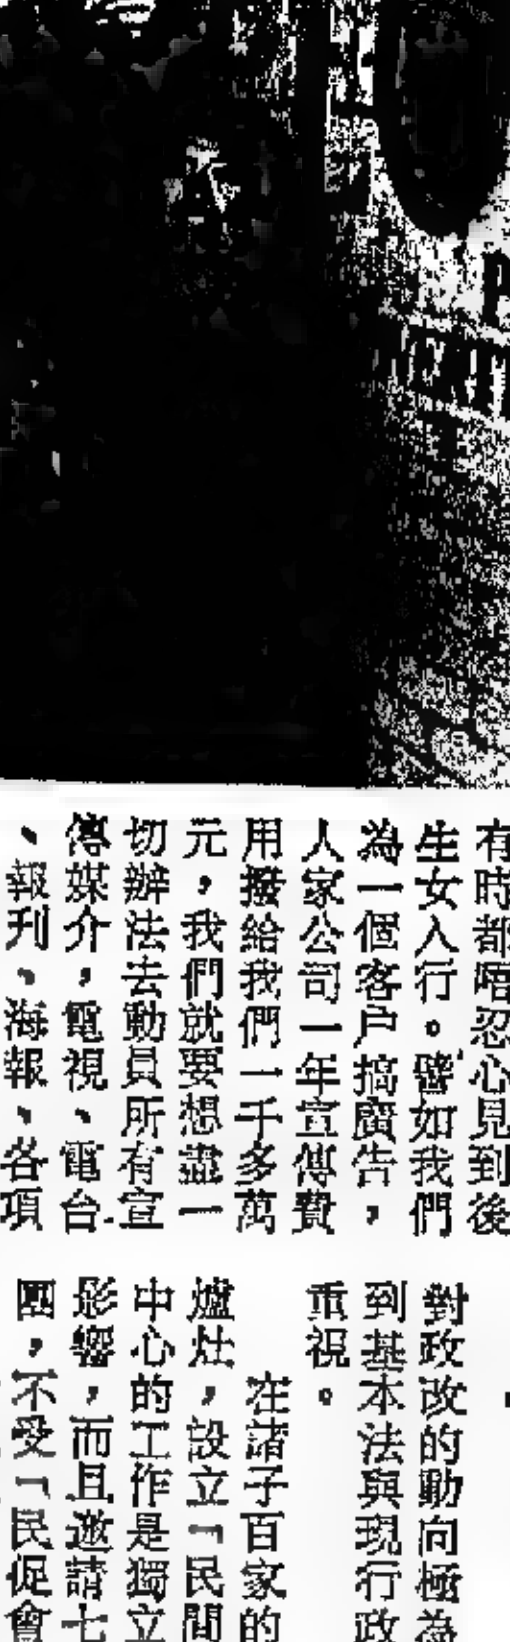 有時都唔忍心見到後
生女入行。譬如我們
為一個客戶搞廣告，
人家公司一年宣傳費
用撥給我們一千多萬
元，我們就要想盡一
切辦法去動員所有宣
傳媒介，電視、電台
、報刊、海報、各項
對政改的動向極為
到基本法與現行政
重視。
在諸子百家的
爐灶，設立「民間
中心的工作是獨立
影響，而且邀請七
團，不受「民促會